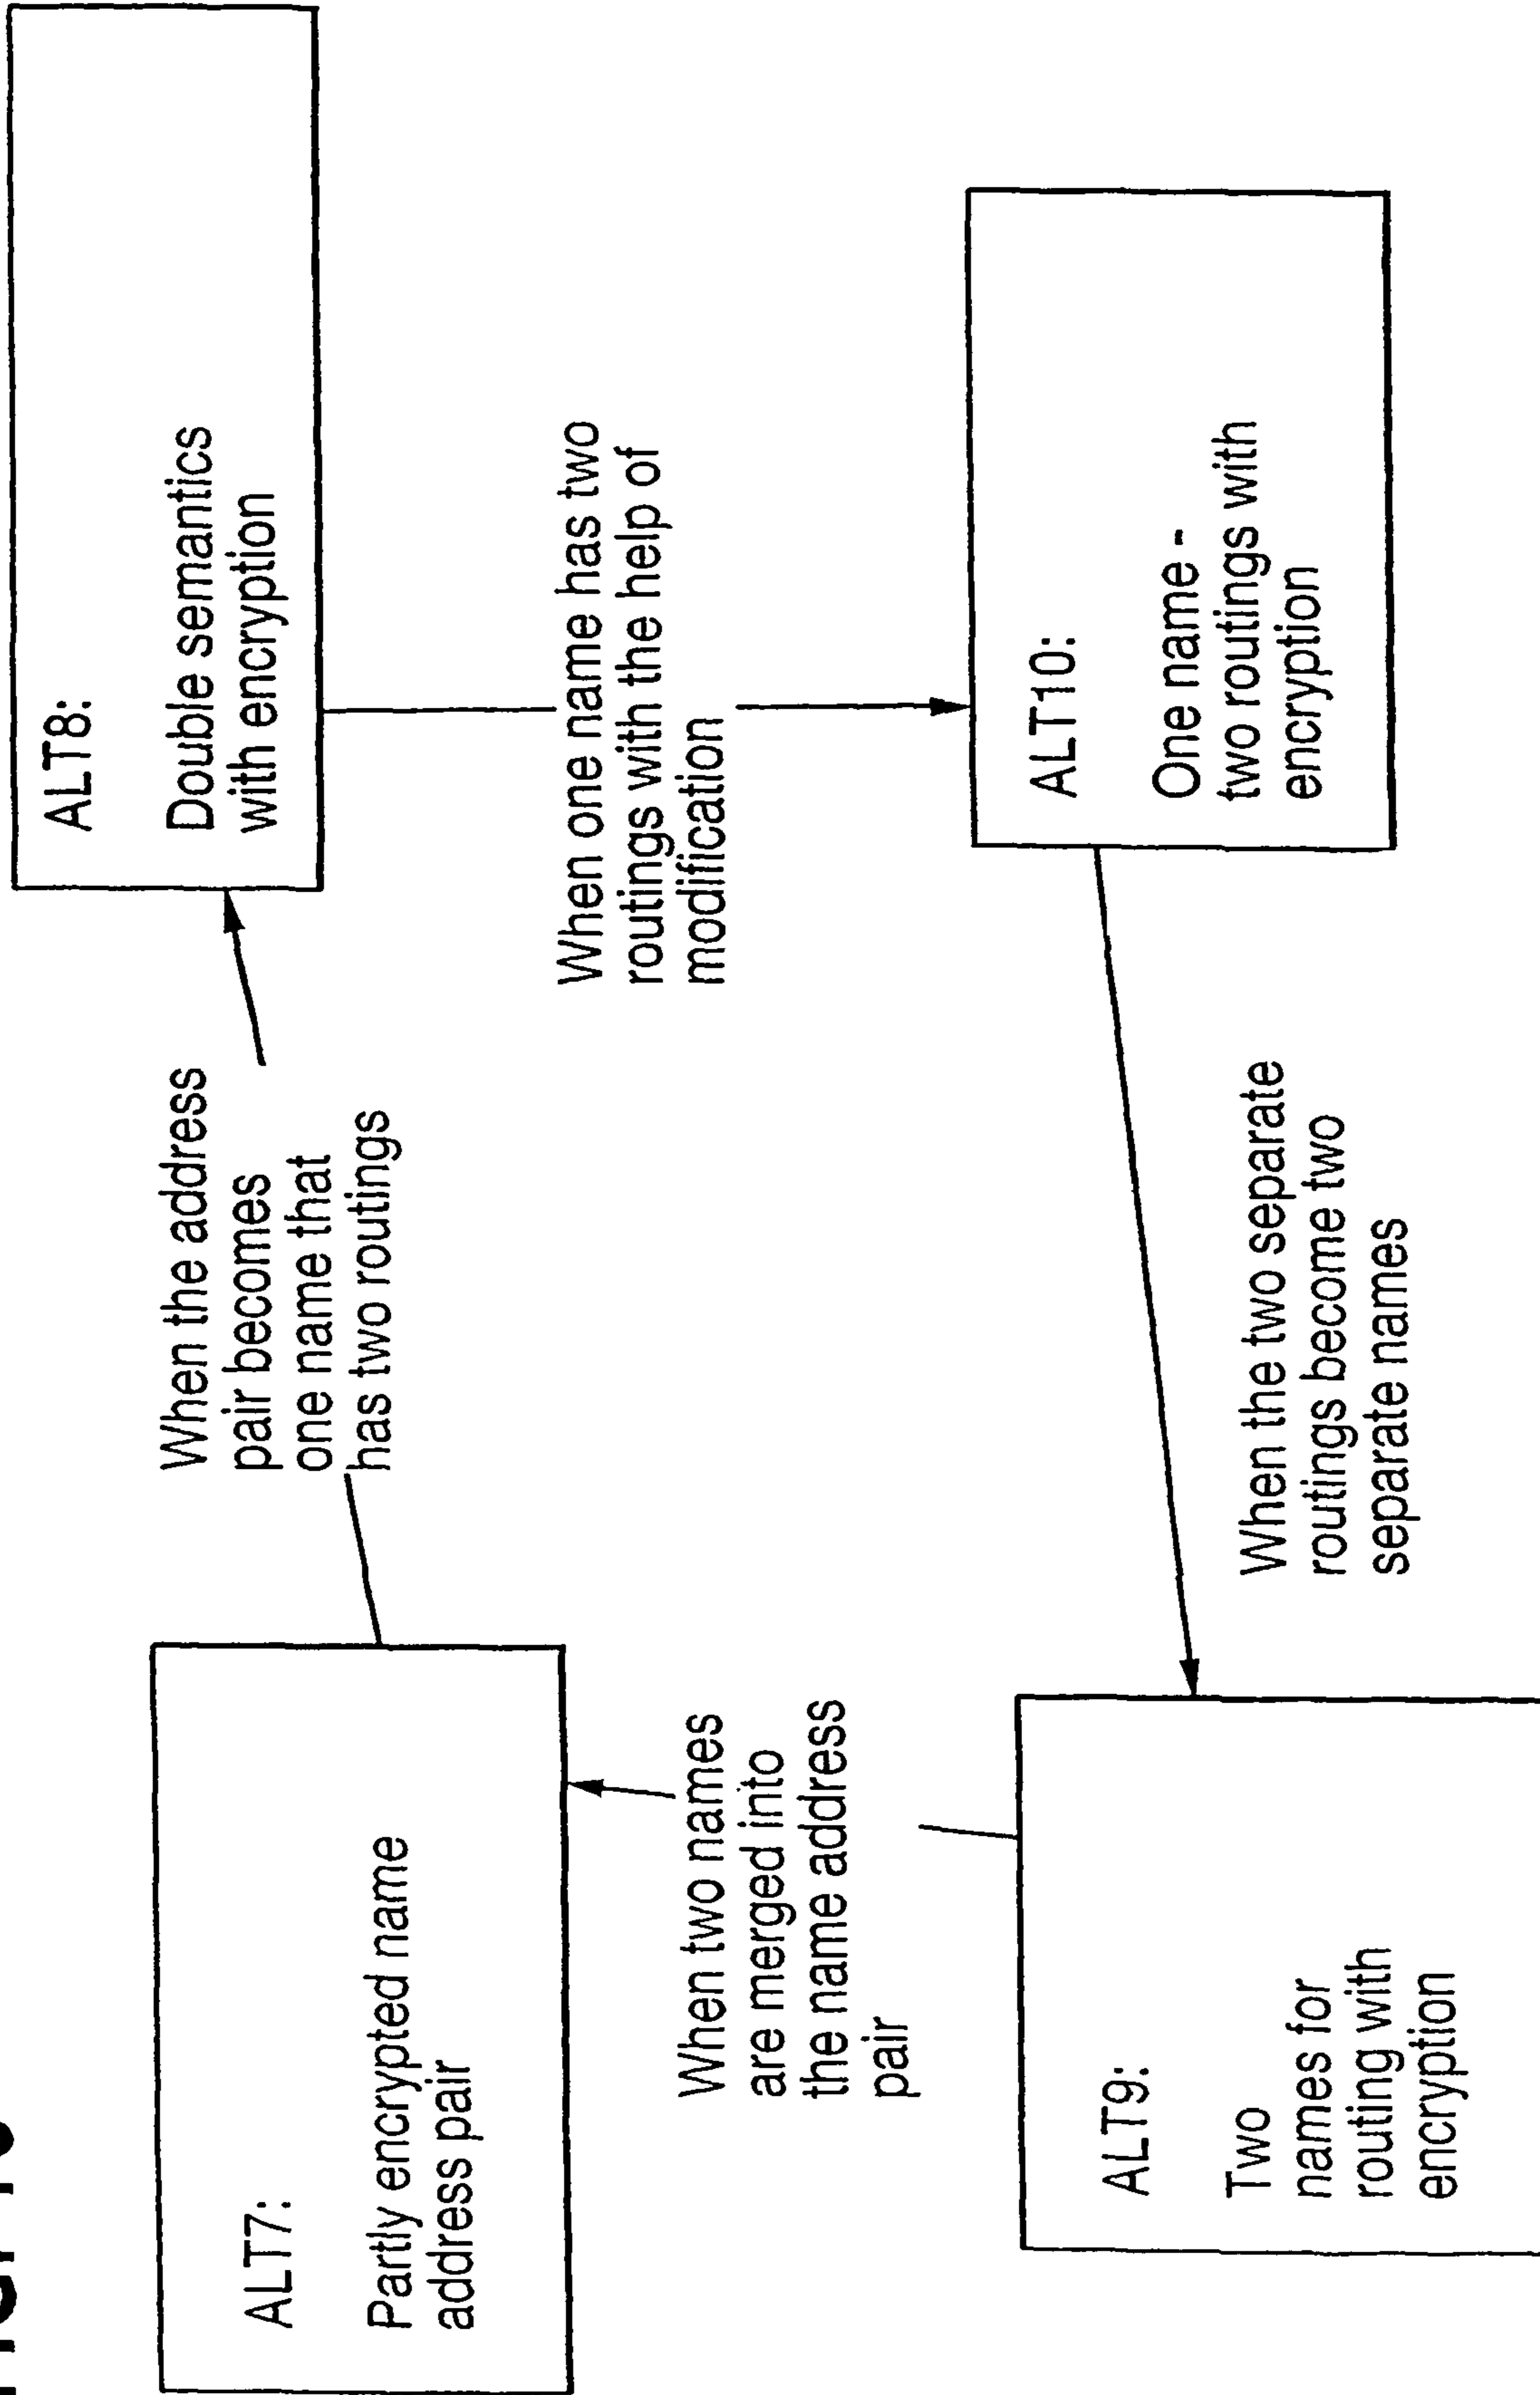 ALT7:
Partly encrypted name
address pair
When the address
pair becomes
one name that
has two routings
ALT8:
Double semantics
with encryption
When two names
are merged into
the name address
pair
When one name has two
routings with the help of
modification
ALT9:
Two
names for
routing with
encryption
When the two separate
routings become two
separate names
ALT10:
One name -
two routings with
encryption